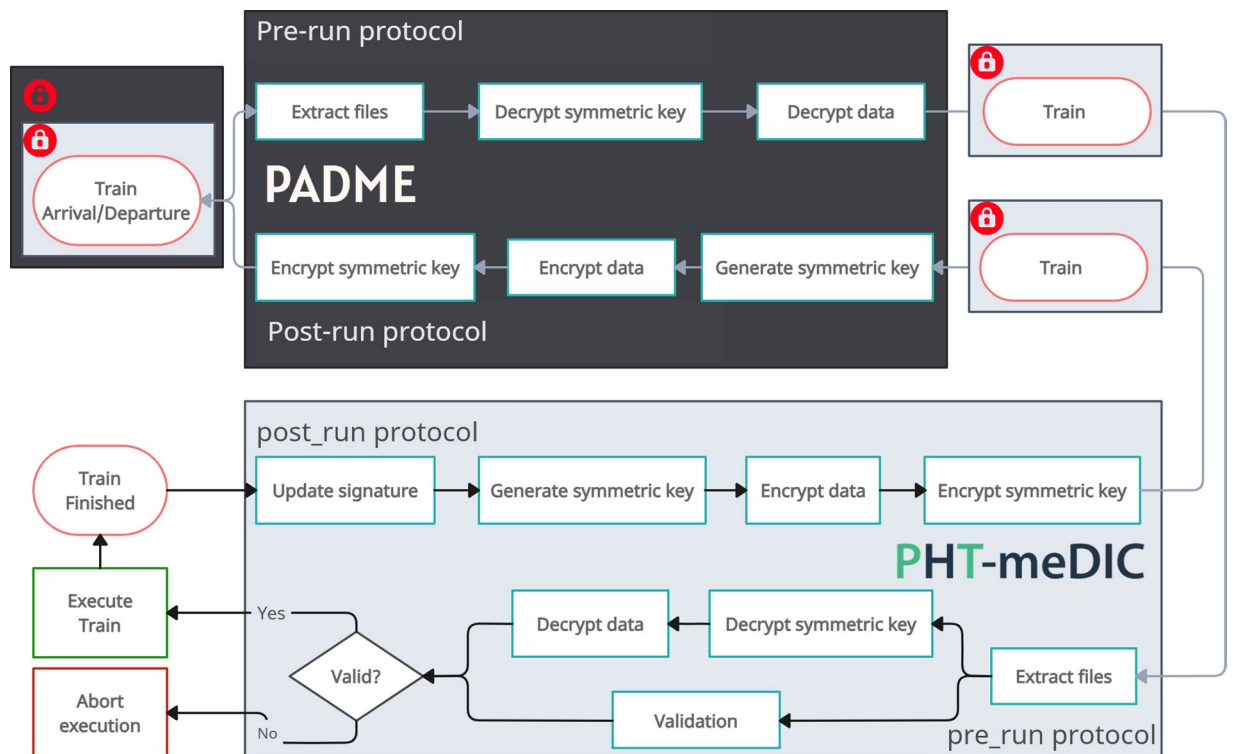 Pre-run protocol
Extract files
Decrypt symmetric key
Decrypt data
Train
Train
Arrival/Departure
PADME
Encrypt symmetric key
Encrypt data
Generate symmetric key
Train
Post-run protocol
post_run protocol
Train
Finished
Update signature
Generate symmetric key
Encrypt data
Encrypt symmetric key
PHT-meDIC
Execute
Train
Yes
Decrypt data
Decrypt symmetric key
Valid?
Extract files
Abort
execution
No
Validation
pre_run protocol